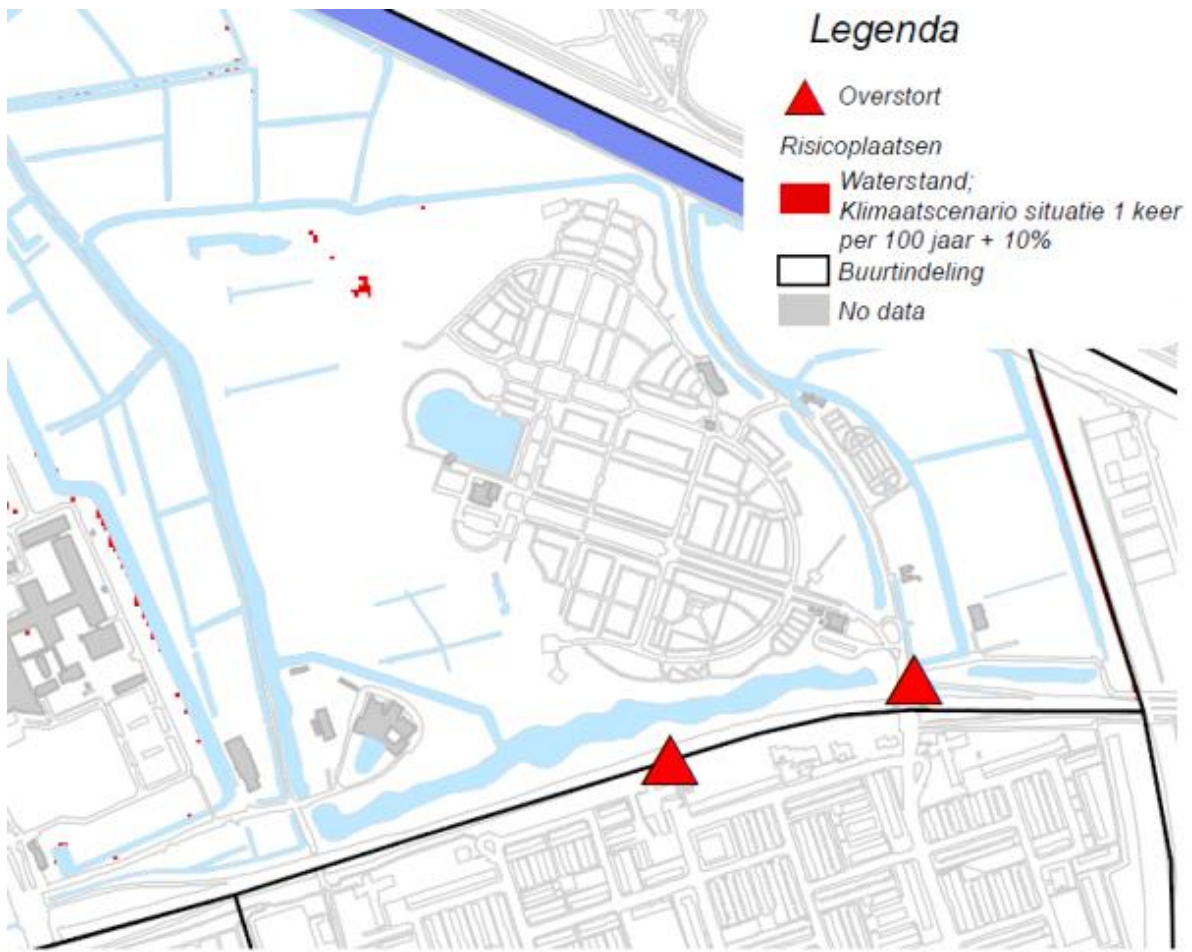 Legenda
Overstort
Risicoplaatsen
Waterstand;
Klimaatscenario situatie 1 keer
per 100 jaar + 10%
Buurtindeling
No data